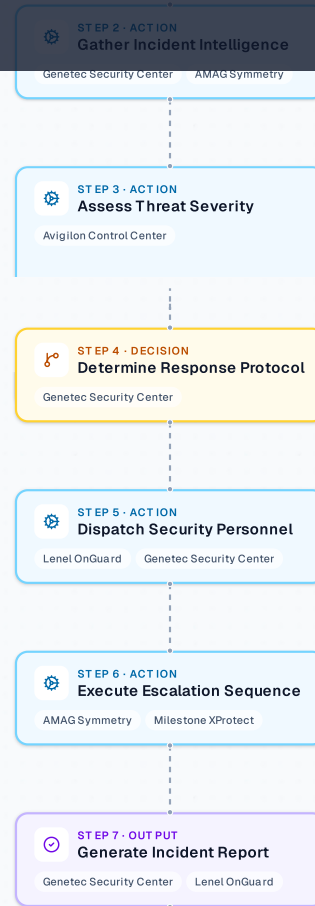 STEP 2 · ACTION
Gather Incident Intelligence
Genetec Security Center AMAG Symmetry
STEP 3 · ACTION
Assess Threat Severity
Avigilon Control Center
STEP 4 · DECISION
Determine Response Protocol
Genetec Security Center
STEP 5 · ACTION
Dispatch Security Personnel
Lenel OnGuard Genetec Security Center
STEP 6 · ACTION
Execute Escalation Sequence
AMAG Symmetry Milestone XProtect
STEP 7 · OUTPUT
Generate Incident Report
Genetec Security Center Lenel OnGuard